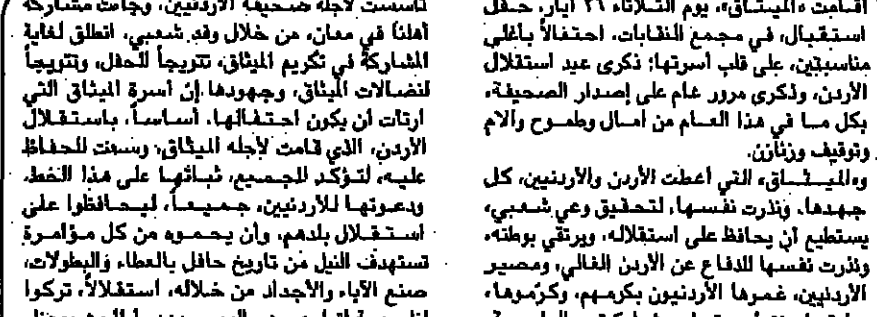 أقامت «الميثاق»، يوم الثلاثاء ٢٦ أيار، حفل
استقبال، في مجمع النقابات، احتفالاً بأغلى
مناسبتين، على قلب أسرتها: ذكرى عيد استقلال
الأردن، وذكرى مرور عام على إصدار الصحيفة،
بكل ما في هذا العام من آمال وطموح وآلام
وتوقيف وزنازن.
و«الميثاق»، التي أعطت الأردن والأردنيين، كل
جهدها، ونذرت نفسها، لتحقيق وعي شعبي،
يستطيع أن يحافظ على استقلاله، ويرتقي بوطنه،
ونذرت نفسها للدفاع عن الأردن الغالي، ومصير
الأردنيين، غمرها الأردنيون بكرمهم، وكرّموها،
تأسست لأجله صحيفة الأردنيين، وجاءت مشاركة
أهلنا في معان، من خلال وفد شعبي، انطلق لغاية
المشاركة في تكريم الميثاق، تتويجاً للحفل، وتتويجاً
لنضالات الميثاق، وجهودها. إن أسرة الميثاق التي
ارتأت أن يكون احتفالها، أساساً، باستقلال
الأردن، الذي قامت لأجله الميثاق، وسعت للحفاظ
عليه، لتؤكد للجميع، ثباتها على هذا الخط،
ودعوتها للأردنيين، جميعاً، ليحافظوا على
استقلال بلدهم، وأن يحموه من كل مؤامرة
تستهدف النيل من تاريخ حافل بالعطاء والبطولات،
صنع الآباء والأجداد من خلاله، استقلالاً، تركوا